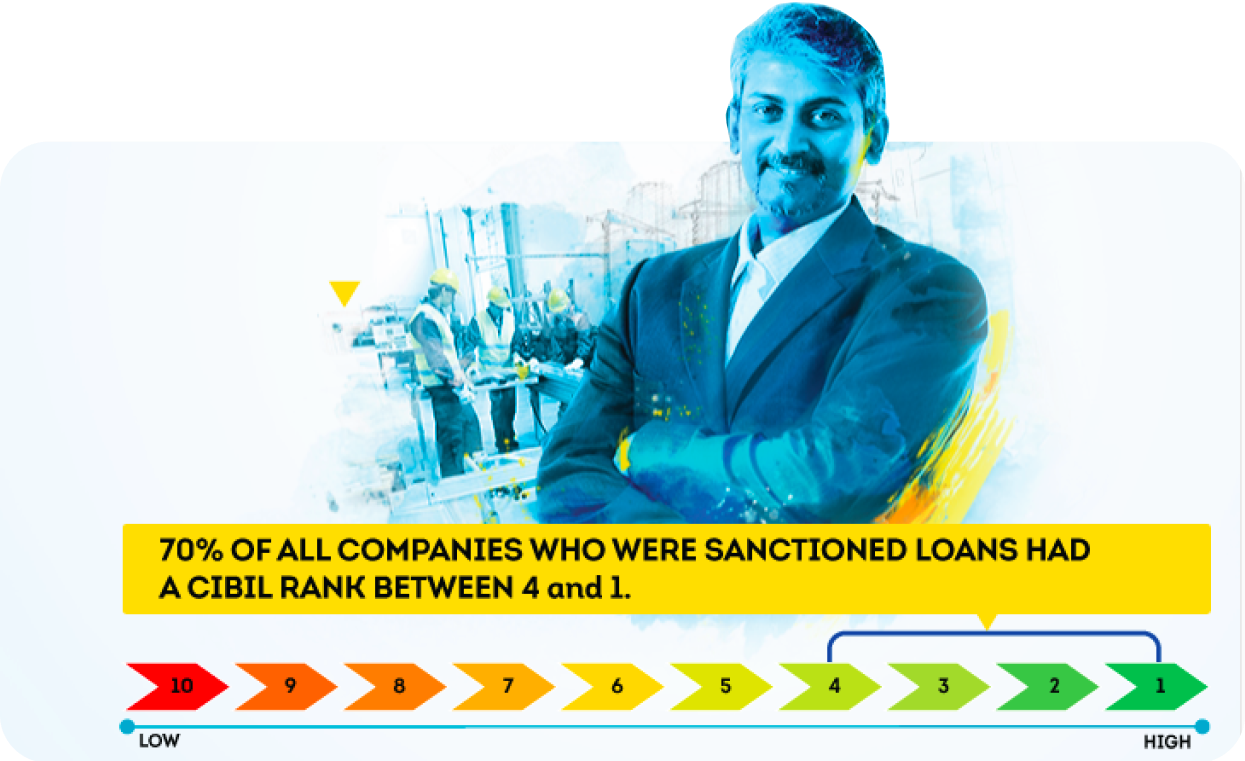 70% OF ALL COMPANIES WHO WERE SANCTIONED LOANS HAD
A CIBIL RANK BETWEEN 4 and 1.
10 9 8 7 6 5 4 3 2 1
LOW HIGH